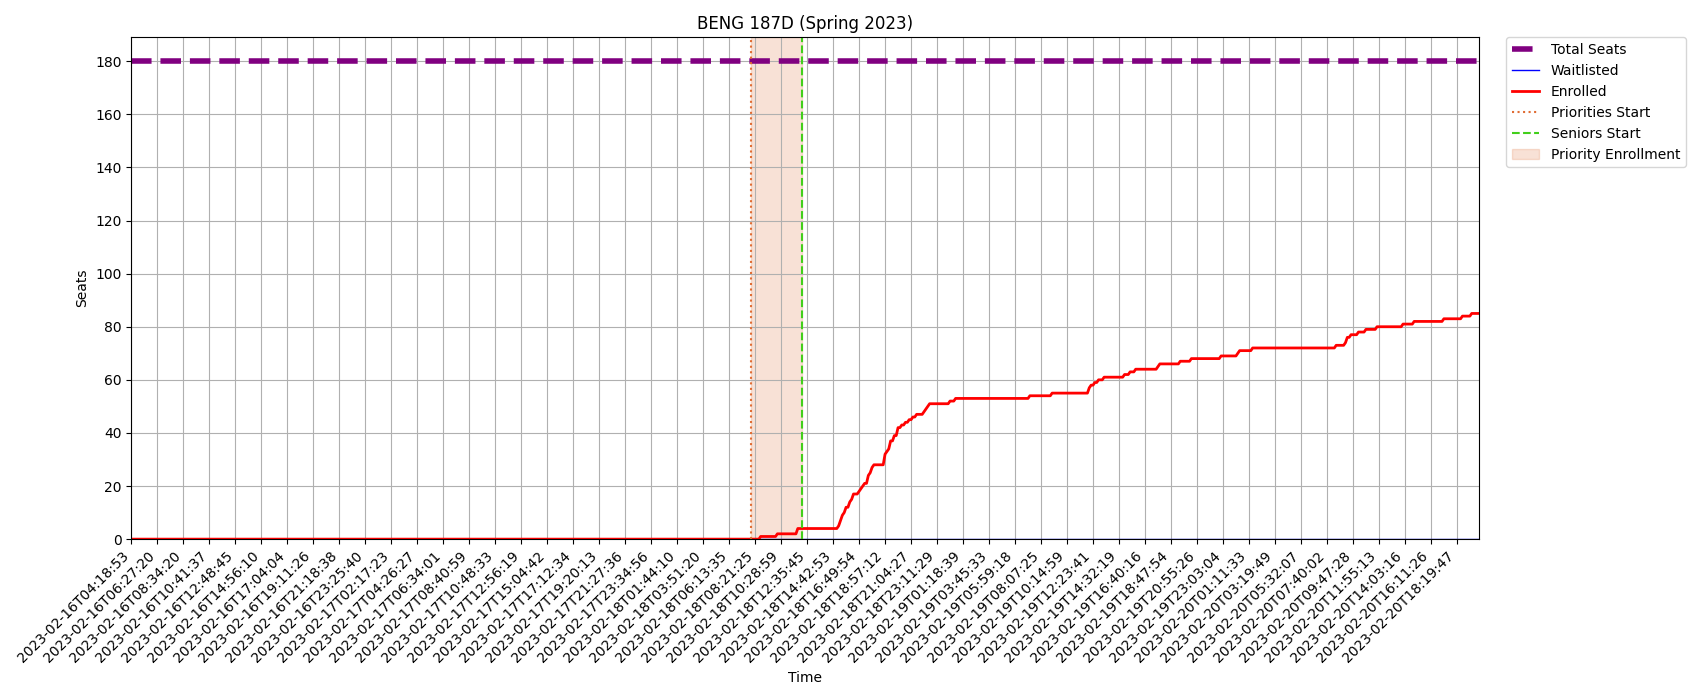 BENG 187D (Spring 2023)
Total Seats
Waitlisted
Enrolled
Priorities Start
Seniors Start
Priority Enrollment
Seats
180
160
140
120
100
80
60
40
20
0
2023-02-16T04:18:53
2023-02-16T06:27:20
2023-02-16T08:34:20
2023-02-16T10:41:37
2023-02-16T12:48:45
2023-02-16T14:56:10
2023-02-16T17:04:04
2023-02-16T19:11:26
2023-02-16T21:18:38
2023-02-16T23:25:40
2023-02-17T02:17:23
2023-02-17T04:26:27
2023-02-17T06:34:01
2023-02-17T08:40:59
2023-02-17T10:48:33
2023-02-17T12:56:19
2023-02-17T15:04:42
2023-02-17T17:12:34
2023-02-17T19:20:13
2023-02-17T21:27:36
2023-02-17T23:34:56
2023-02-18T01:44:10
2023-02-18T03:51:20
2023-02-18T06:13:35
2023-02-18T08:21:25
2023-02-18T10:28:59
2023-02-18T12:35:45
2023-02-18T14:42:53
2023-02-18T16:49:54
2023-02-18T18:57:12
2023-02-18T21:04:27
2023-02-18T23:11:29
2023-02-19T01:18:39
2023-02-19T03:45:33
2023-02-19T05:59:18
2023-02-19T08:07:25
2023-02-19T10:14:59
2023-02-19T12:23:41
2023-02-19T14:32:19
2023-02-19T16:40:16
2023-02-19T18:47:54
2023-02-19T20:55:26
2023-02-19T23:03:04
2023-02-20T01:11:33
2023-02-20T03:19:49
2023-02-20T05:32:07
2023-02-20T07:40:02
2023-02-20T09:47:28
2023-02-20T11:55:13
2023-02-20T14:03:16
2023-02-20T16:11:26
2023-02-20T18:19:47
Time